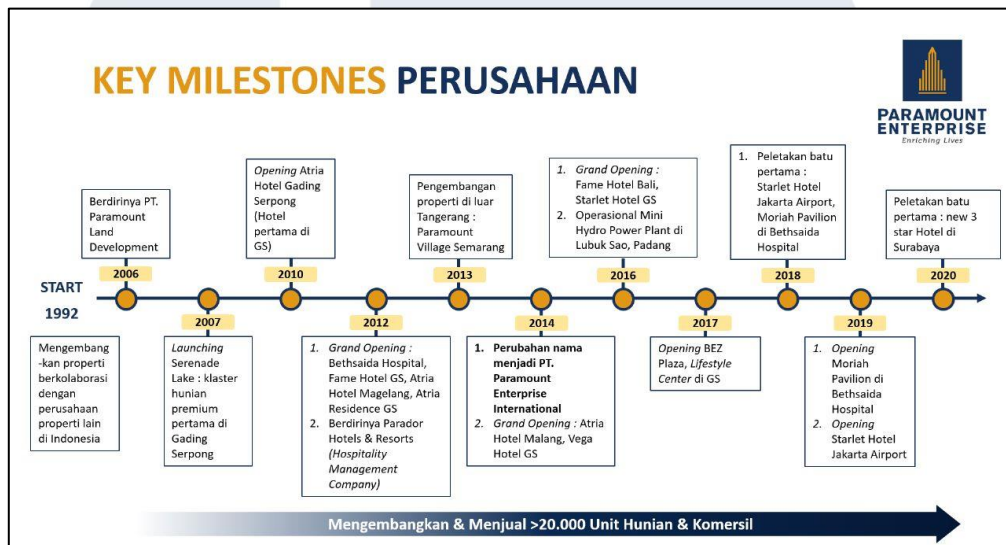 KEY MILESTONES PERUSAHAAN
PARAMOUNT
ENTERPRISE
Enriching Lives
Berdirinya PT.
Paramount
Land
Development
Opening Atria
Hotel Gading
Serpong
(Hotel
pertama di
GS)
Pengembangan
properti di luar
Tangerang :
Paramount
Village Semarang
1. Grand Opening :
Fame Hotel Bali,
Starlet Hotel GS
2. Operasional Mini
Hydro Power Plant di
Lubuk Sao, Padang
1. Peletakan batu
pertama :
Starlet Hotel
Jakarta Airport,
Moriah Pavilion
di Bethsaida
Hospital
Peletakan batu
pertama : new 3
star Hotel di
Surabaya
2006
2010
2013
2016
2018
2020
START
1992
2007
2012
2014
2017
2019
Mengembang
-kan properti
berkolaborasi
dengan
perusahaan
properti lain
di Indonesia
Launching
Serenade
Lake : klaster
hunian
premium
pertama di
Gading
Serpong
1. Grand Opening :
Bethsaida Hospital,
Fame Hotel GS, Atria
Hotel Magelang, Atria
Residence GS
2. Berdirinya Parador
Hotels & Resorts
(Hospitality
Management
Company)
1. Perubahan nama
menjadi PT.
Paramount
Enterprise
International
2. Grand Opening : Atria
Hotel Malang, Vega
Hotel GS
Opening BEZ
Plaza, Lifestyle
Center di GS
1. Opening
Moriah
Pavilion di
Bethsaida
Hospital
2. Opening
Starlet Hotel
Jakarta Airport
Mengembangkan & Menjual >20.000 Unit Hunian & Komersil